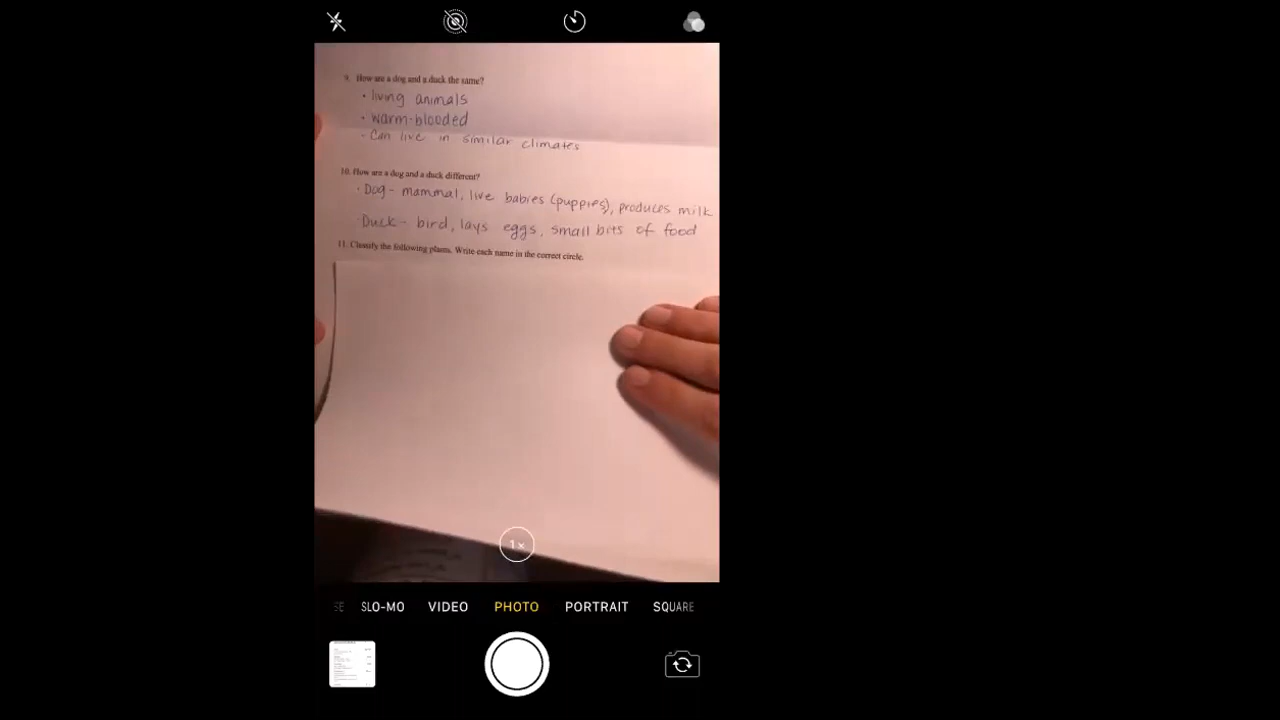 9. How are a dog and a duck the same?
• living animals
• warm-blooded
• Can live in similar climates
10. How are a dog and a duck different?
• Dog - mammal, live babies (puppies), produces milk
Duck - bird, lays eggs, small bits of food
11. Classify the following plants. Write each name in the correct circle.
1×
SLO-MO VIDEO PHOTO PORTRAIT SQUARE